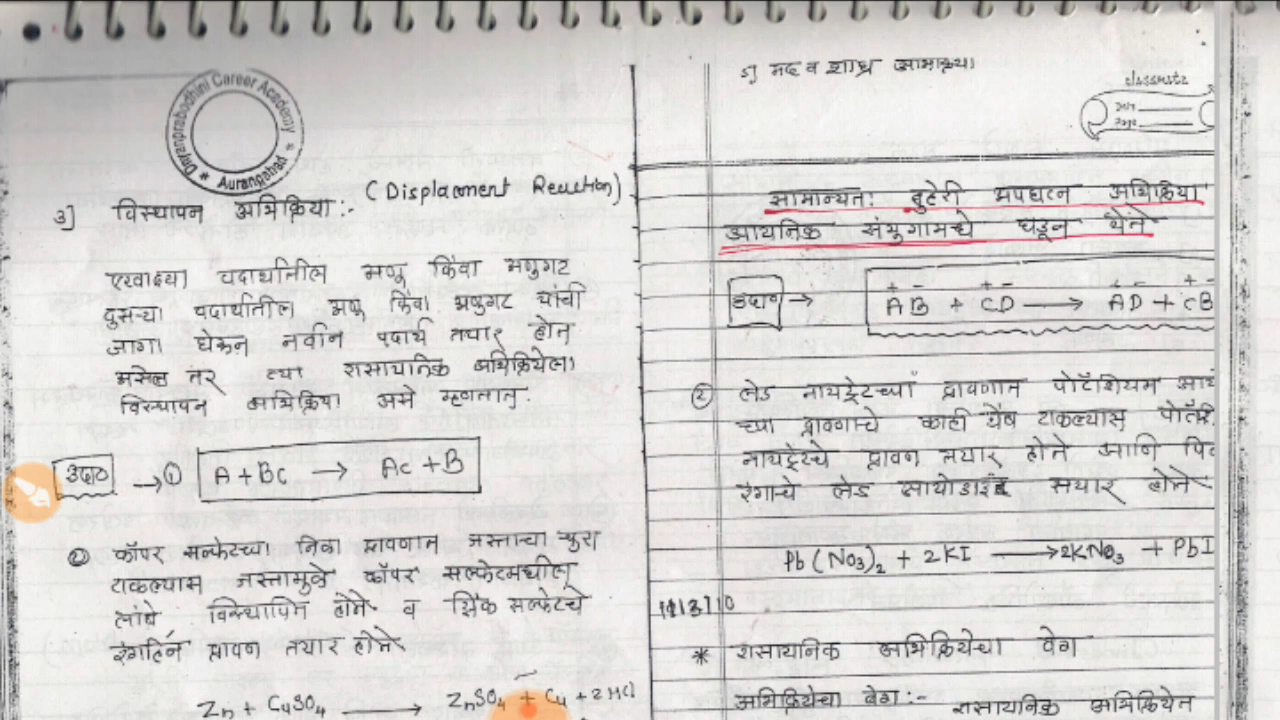 Dnyanprabodhini Career Academy
* Aurangabad *
3) विस्थापन अभिक्रिया :- (Displacment Reaction)
एखाद्या पदार्थातील अणू किंवा अणुगट
दुसऱ्या पदार्थातील अणू किंवा अणुगट यांची
जागा घेऊन नवीन पदार्थ तयार होत
असेल तर त्या रासायनिक अभिक्रियेला
विस्थापन अभिक्रिया असे म्हणतात.
उदा० → ① A + BC → AC + B
② कॉपर सल्फेटच्या निळा द्रावणात जस्ताचा चुरा
टाकल्यास जस्तामुळे कॉपर सल्फेटमधील
तांबे विस्थापित होते व झिंक सल्फेटचे
रंगहिन द्रावण तयार होते.
Zn + CuSO4 → ZnSO4 + Cu + 2HCl
5) मंद व शीघ्र अभिक्रिया
classmate
Date
Page
सामान्यतः दुहेरी अपघटन अभिक्रिया
आयनिक संयुगामध्ये घडून येते
उदा० → AB + CD → AD + CB
② लेड नायट्रेटच्या द्रावणात पोटॅशियम
च्या द्रावणाचे काही थेंब टाकल्यास
नायट्रेटचे द्रावण तयार होते आणि
रंगाचे लेड आयोडाइड तयार होते.
Pb(NO3)2 + 2KI → 2KNO3 + PbI
* रासायनिक अभिक्रियेचा वेग
अभिक्रियेचा वेग :- रासायनिक अभिक्रियेत